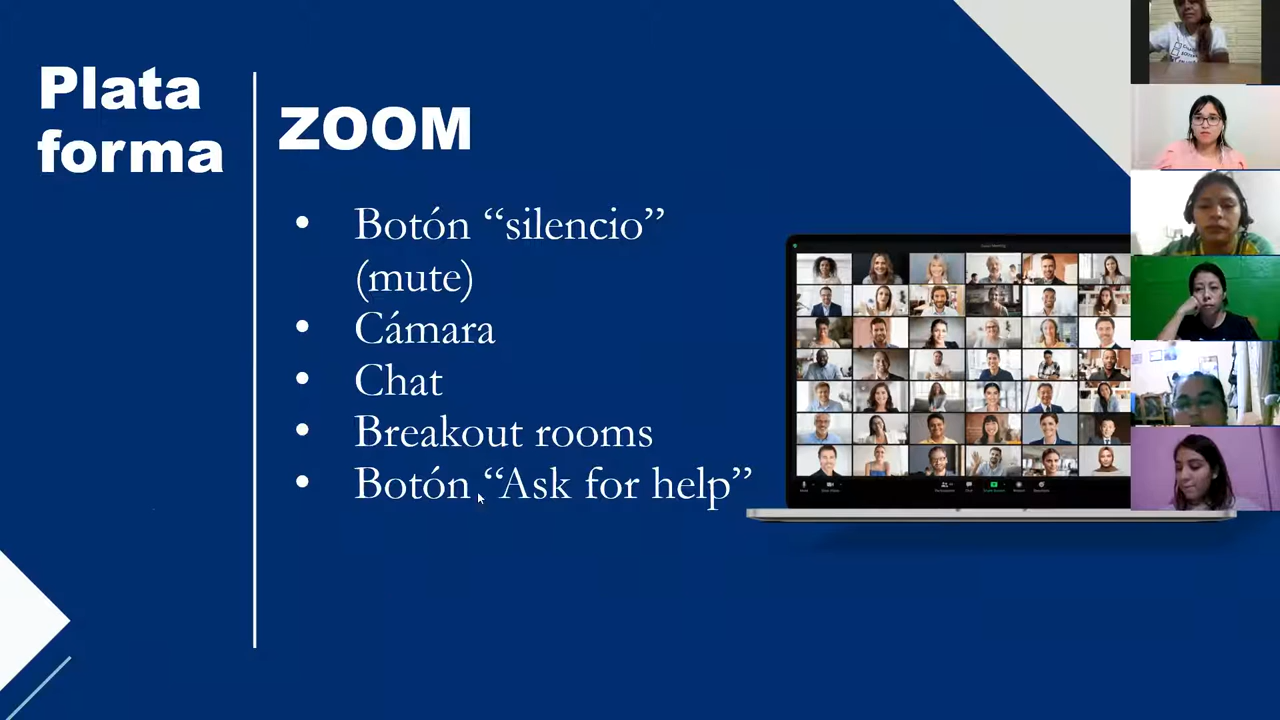 Plata
forma
ZOOM
• Botón “silencio”
(mute)
• Cámara
• Chat
• Breakout rooms
• Botón “Ask for help”